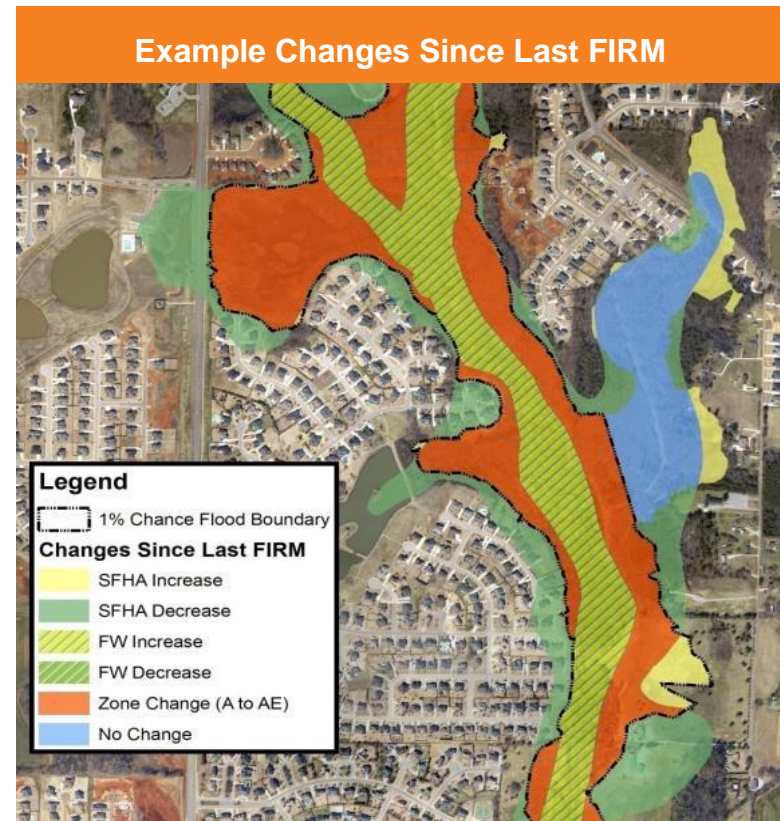 Example Changes Since Last FIRM
Legend
1% Chance Flood Boundary
Changes Since Last FIRM
SFHA Increase
SFHA Decrease
FW Increase
FW Decrease
Zone Change (A to AE)
No Change